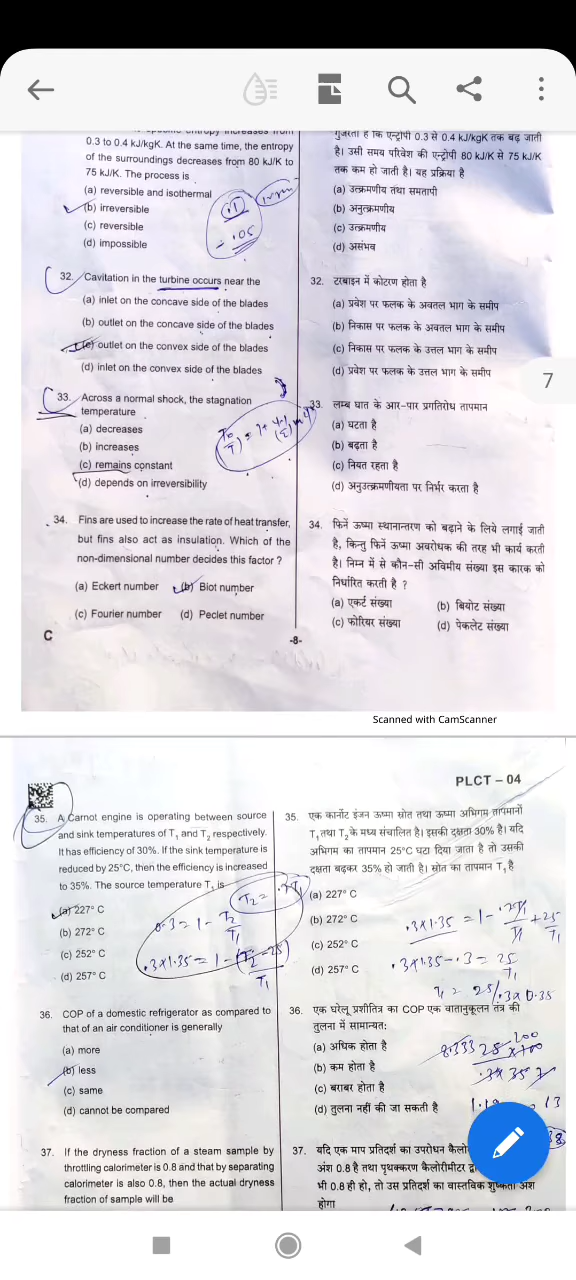 0.3 to 0.4 kJ/kgK. At the same time, the entropy
of the surroundings decreases from 80 kJ/K to
75 kJ/K. The process is
(a) reversible and isothermal
(b) irreversible
(c) reversible
(d) impossible
32. Cavitation in the turbine occurs near the
(a) inlet on the concave side of the blades
(b) outlet on the concave side of the blades
(c) outlet on the convex side of the blades
(d) inlet on the convex side of the blades
33. Across a normal shock, the stagnation
temperature
(a) decreases
(b) increases
(c) remains constant
(d) depends on irreversibility
34. Fins are used to increase the rate of heat transfer,
but fins also act as insulation. Which of the
non-dimensional number decides this factor ?
(a) Eckert number (b) Biot number
(c) Fourier number (d) Peclet number
C
-8-
गुजरता है कि एन्ट्रोपी 0.3 से 0.4 kJ/kgK तक बढ़ जाती
है। उसी समय परिवेश की एन्ट्रोपी 80 kJ/K से 75 kJ/K
तक कम हो जाती है। यह प्रक्रिया है
(a) उत्क्रमणीय तथा समतापी
(b) अनुत्क्रमणीय
(c) उत्क्रमणीय
(d) असंभव
32. टरबाइन में कोटरण होता है
(a) प्रवेश पर फलक के अवतल भाग के समीप
(b) निकास पर फलक के अवतल भाग के समीप
(c) निकास पर फलक के उत्तल भाग के समीप
(d) प्रवेश पर फलक के उत्तल भाग के समीप
7
33. लम्ब घात के आर-पार प्रगतिरोध तापमान
(a) घटता है
(b) बढ़ता है
(c) नियत रहता है
(d) अनुत्क्रमणीयता पर निर्भर करता है
34. फिनें ऊष्मा स्थानान्तरण को बढ़ाने के लिये लगाई जाती
है, किन्तु फिनें ऊष्मा अवरोधक की तरह भी कार्य करती
है। निम्न में से कौन-सी अविमीय संख्या इस कारक को
निर्धारित करती है ?
(a) एकर्ट संख्या (b) बियोट संख्या
(c) फोरियर संख्या (d) पेकलेट संख्या
Scanned with CamScanner
PLCT – 04
35. A Carnot engine is operating between source
and sink temperatures of T1 and T2 respectively.
It has efficiency of 30%. If the sink temperature is
reduced by 25°C, then the efficiency is increased
to 35%. The source temperature T1 is
(a) 227° C
(b) 272° C
(c) 252° C
(d) 257° C
36. COP of a domestic refrigerator as compared to
that of an air conditioner is generally
(a) more
(b) less
(c) same
(d) cannot be compared
37. If the dryness fraction of a steam sample by
throttling calorimeter is 0.8 and that by separating
calorimeter is also 0.8, then the actual dryness
fraction of sample will be
35. एक कार्नोट इंजन ऊष्मा स्रोत तथा ऊष्मा अभिगम तापमानों
T1 तथा T2 के मध्य संचालित है। इसकी दक्षता 30% है। यदि
अभिगम का तापमान 25°C घटा दिया जाता है तो उसकी
दक्षता बढ़कर 35% हो जाती है। स्रोत का तापमान T1 है
(a) 227° C
(b) 272° C
(c) 252° C
(d) 257° C
36. एक घरेलू प्रशीतित्र का COP एक वातानुकूलन तंत्र की
तुलना में सामान्यत:
(a) अधिक होता है
(b) कम होता है
(c) बराबर होता है
(d) तुलना नहीं की जा सकती है
37. यदि एक माप प्रतिदर्श का उपरोधन
अंश 0.8 है तथा पृथक्करण कैलोरीमीटर
भी 0.8 ही हो, तो उस प्रतिदर्श का वास्तविक शुष्कता अंश
होगा